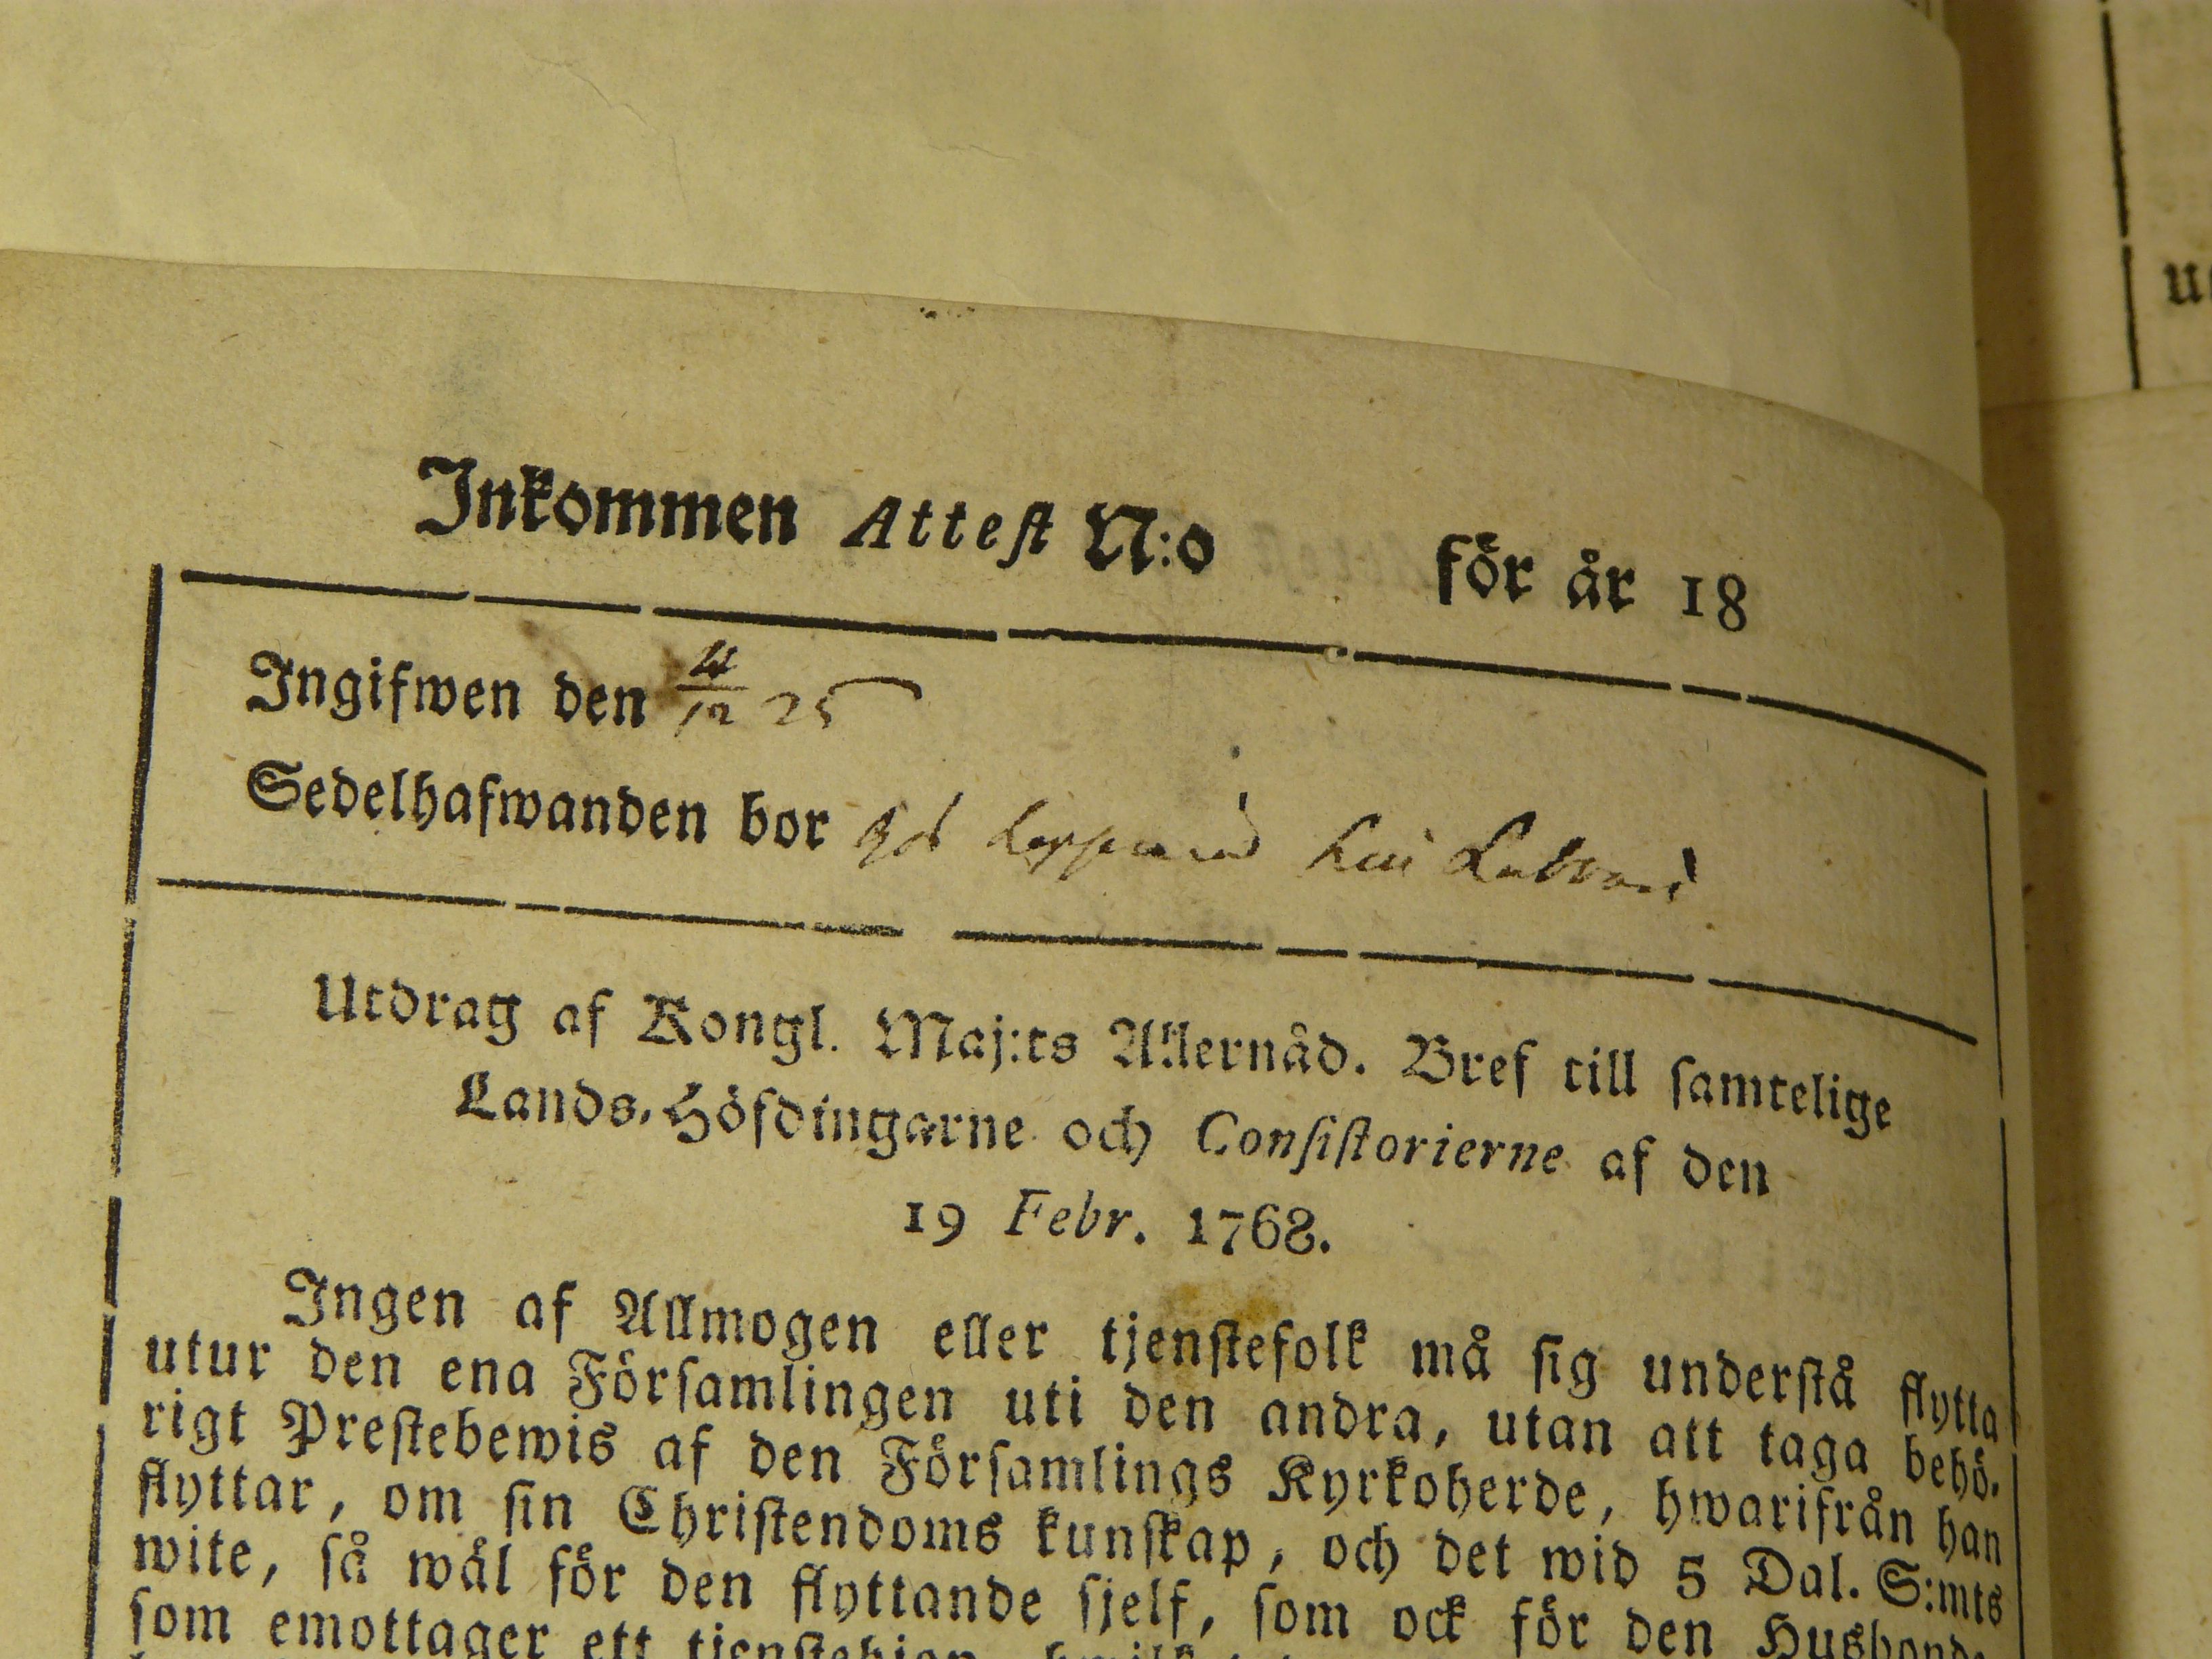 Inkommen Attest N:o för år 18
Ingifwen den 4/12 25
Sedelhafwanden bor
Utdrag af Kongl. Maj:ts Allernåd. Bref till samtelige
Lands-Höfdingarne och Consistorierne af den
19 Febr. 1768.
Ingen af Allmogen eller tjenstefolk må sig understå flytta
utur den ena Församlingen uti den andra, utan att taga behö-
rigt Prestebewis af den Församlings Kyrkoherde, hwarifrån han
flyttar, om sin Christendoms kunskap, och det wid 5 Dal. S:mts
wite, så wäl för den flyttande sjelf, som ock för den Husbonde
som emottager ett
u